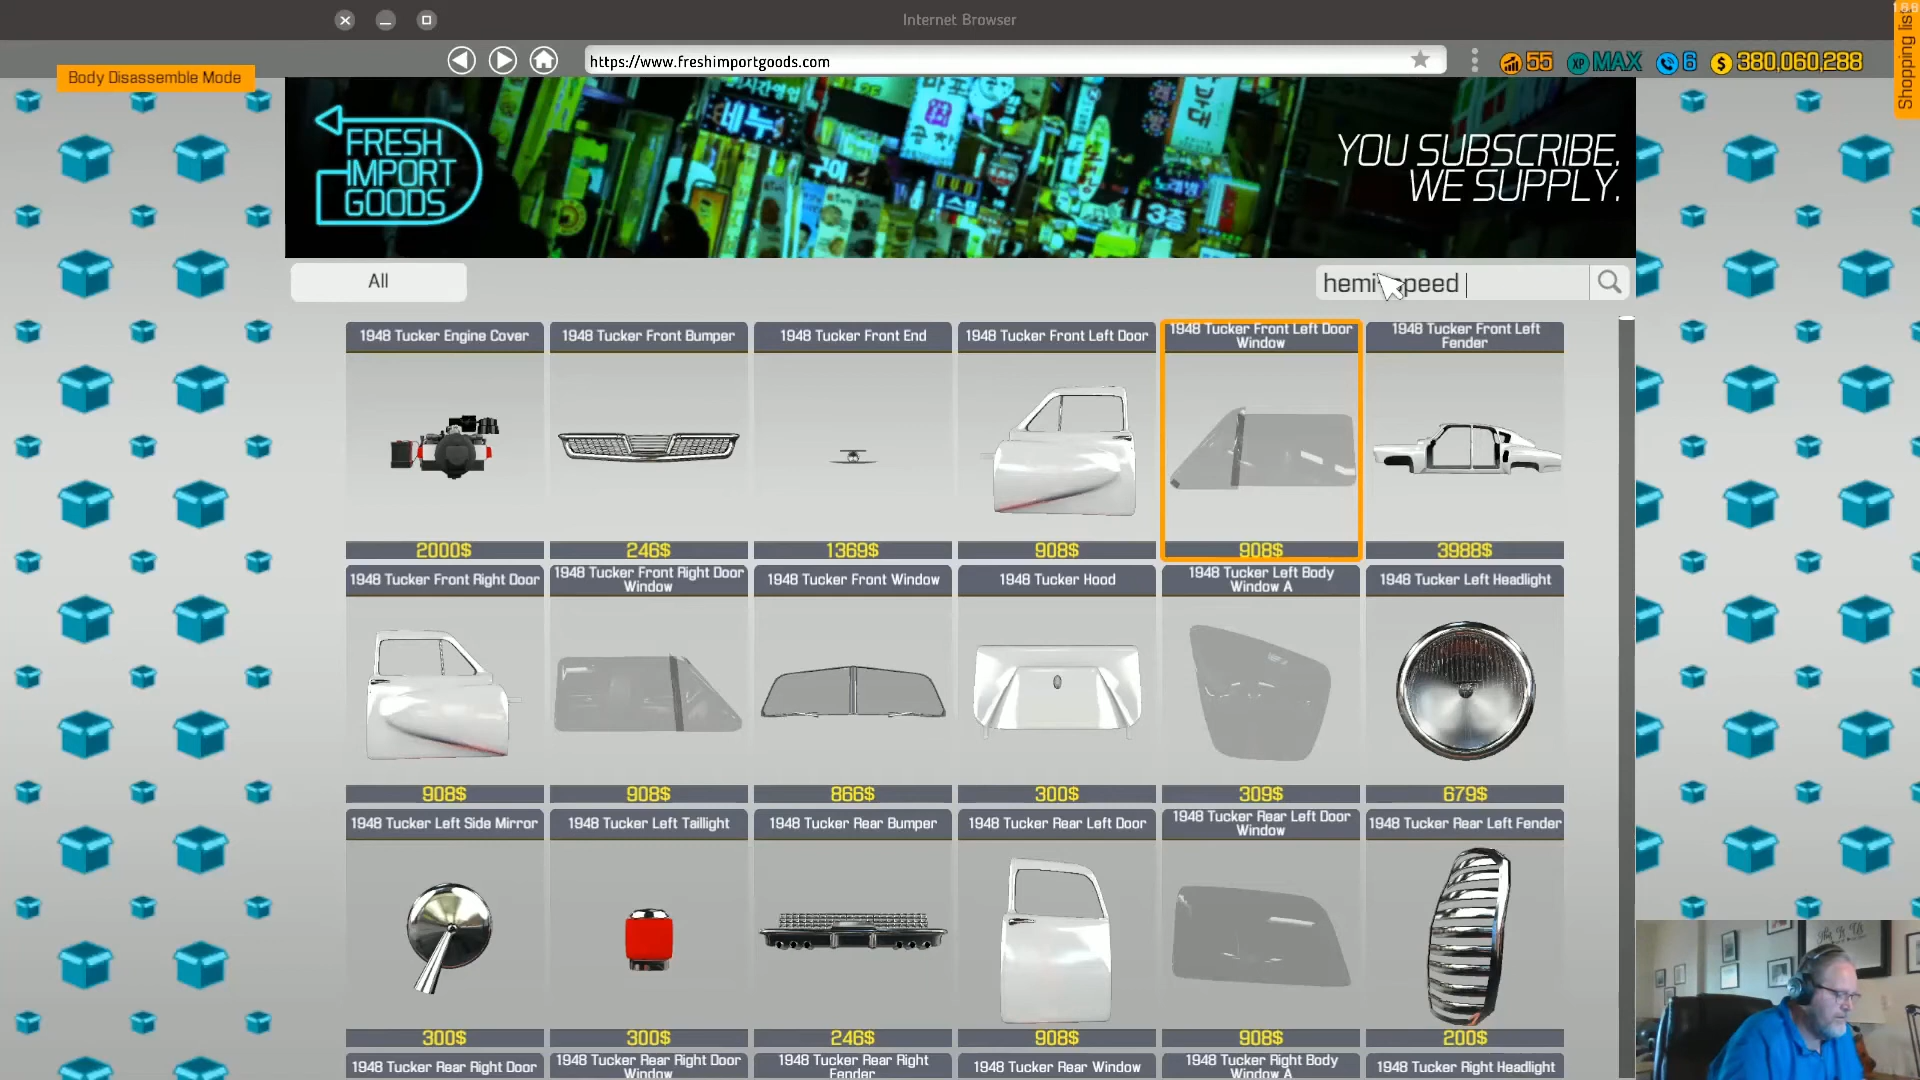 Internet Browser
1.8.8
https://www.freshimportgoods.com
55
XP MAX
6
$ 380,060,288
Shopping list
Body Disassemble Mode
FRESH
IMPORT
GOODS
YOU SUBSCRIBE.
WE SUPPLY.
All
1948 Tucker Engine Cover
1948 Tucker Front Bumper
1948 Tucker Front End
1948 Tucker Front Left Door
1948 Tucker Front Left Door
Window
1948 Tucker Front Left
Fender
2000$
246$
1369$
908$
908$
3988$
1948 Tucker Front Right Door
1948 Tucker Front Right Door
Window
1948 Tucker Front Window
1948 Tucker Hood
1948 Tucker Left Body
Window A
1948 Tucker Left Headlight
908$
908$
866$
300$
309$
679$
1948 Tucker Left Side Mirror
1948 Tucker Left Taillight
1948 Tucker Rear Bumper
1948 Tucker Rear Left Door
1948 Tucker Rear Left Door
Window
1948 Tucker Rear Left Fender
300$
300$
246$
908$
908$
200$
1948 Tucker Rear Right Door
1948 Tucker Rear Right Door
Window
1948 Tucker Rear Right
Fender
1948 Tucker Rear Window
1948 Tucker Right Body
Window A
1948 Tucker Right Headlight